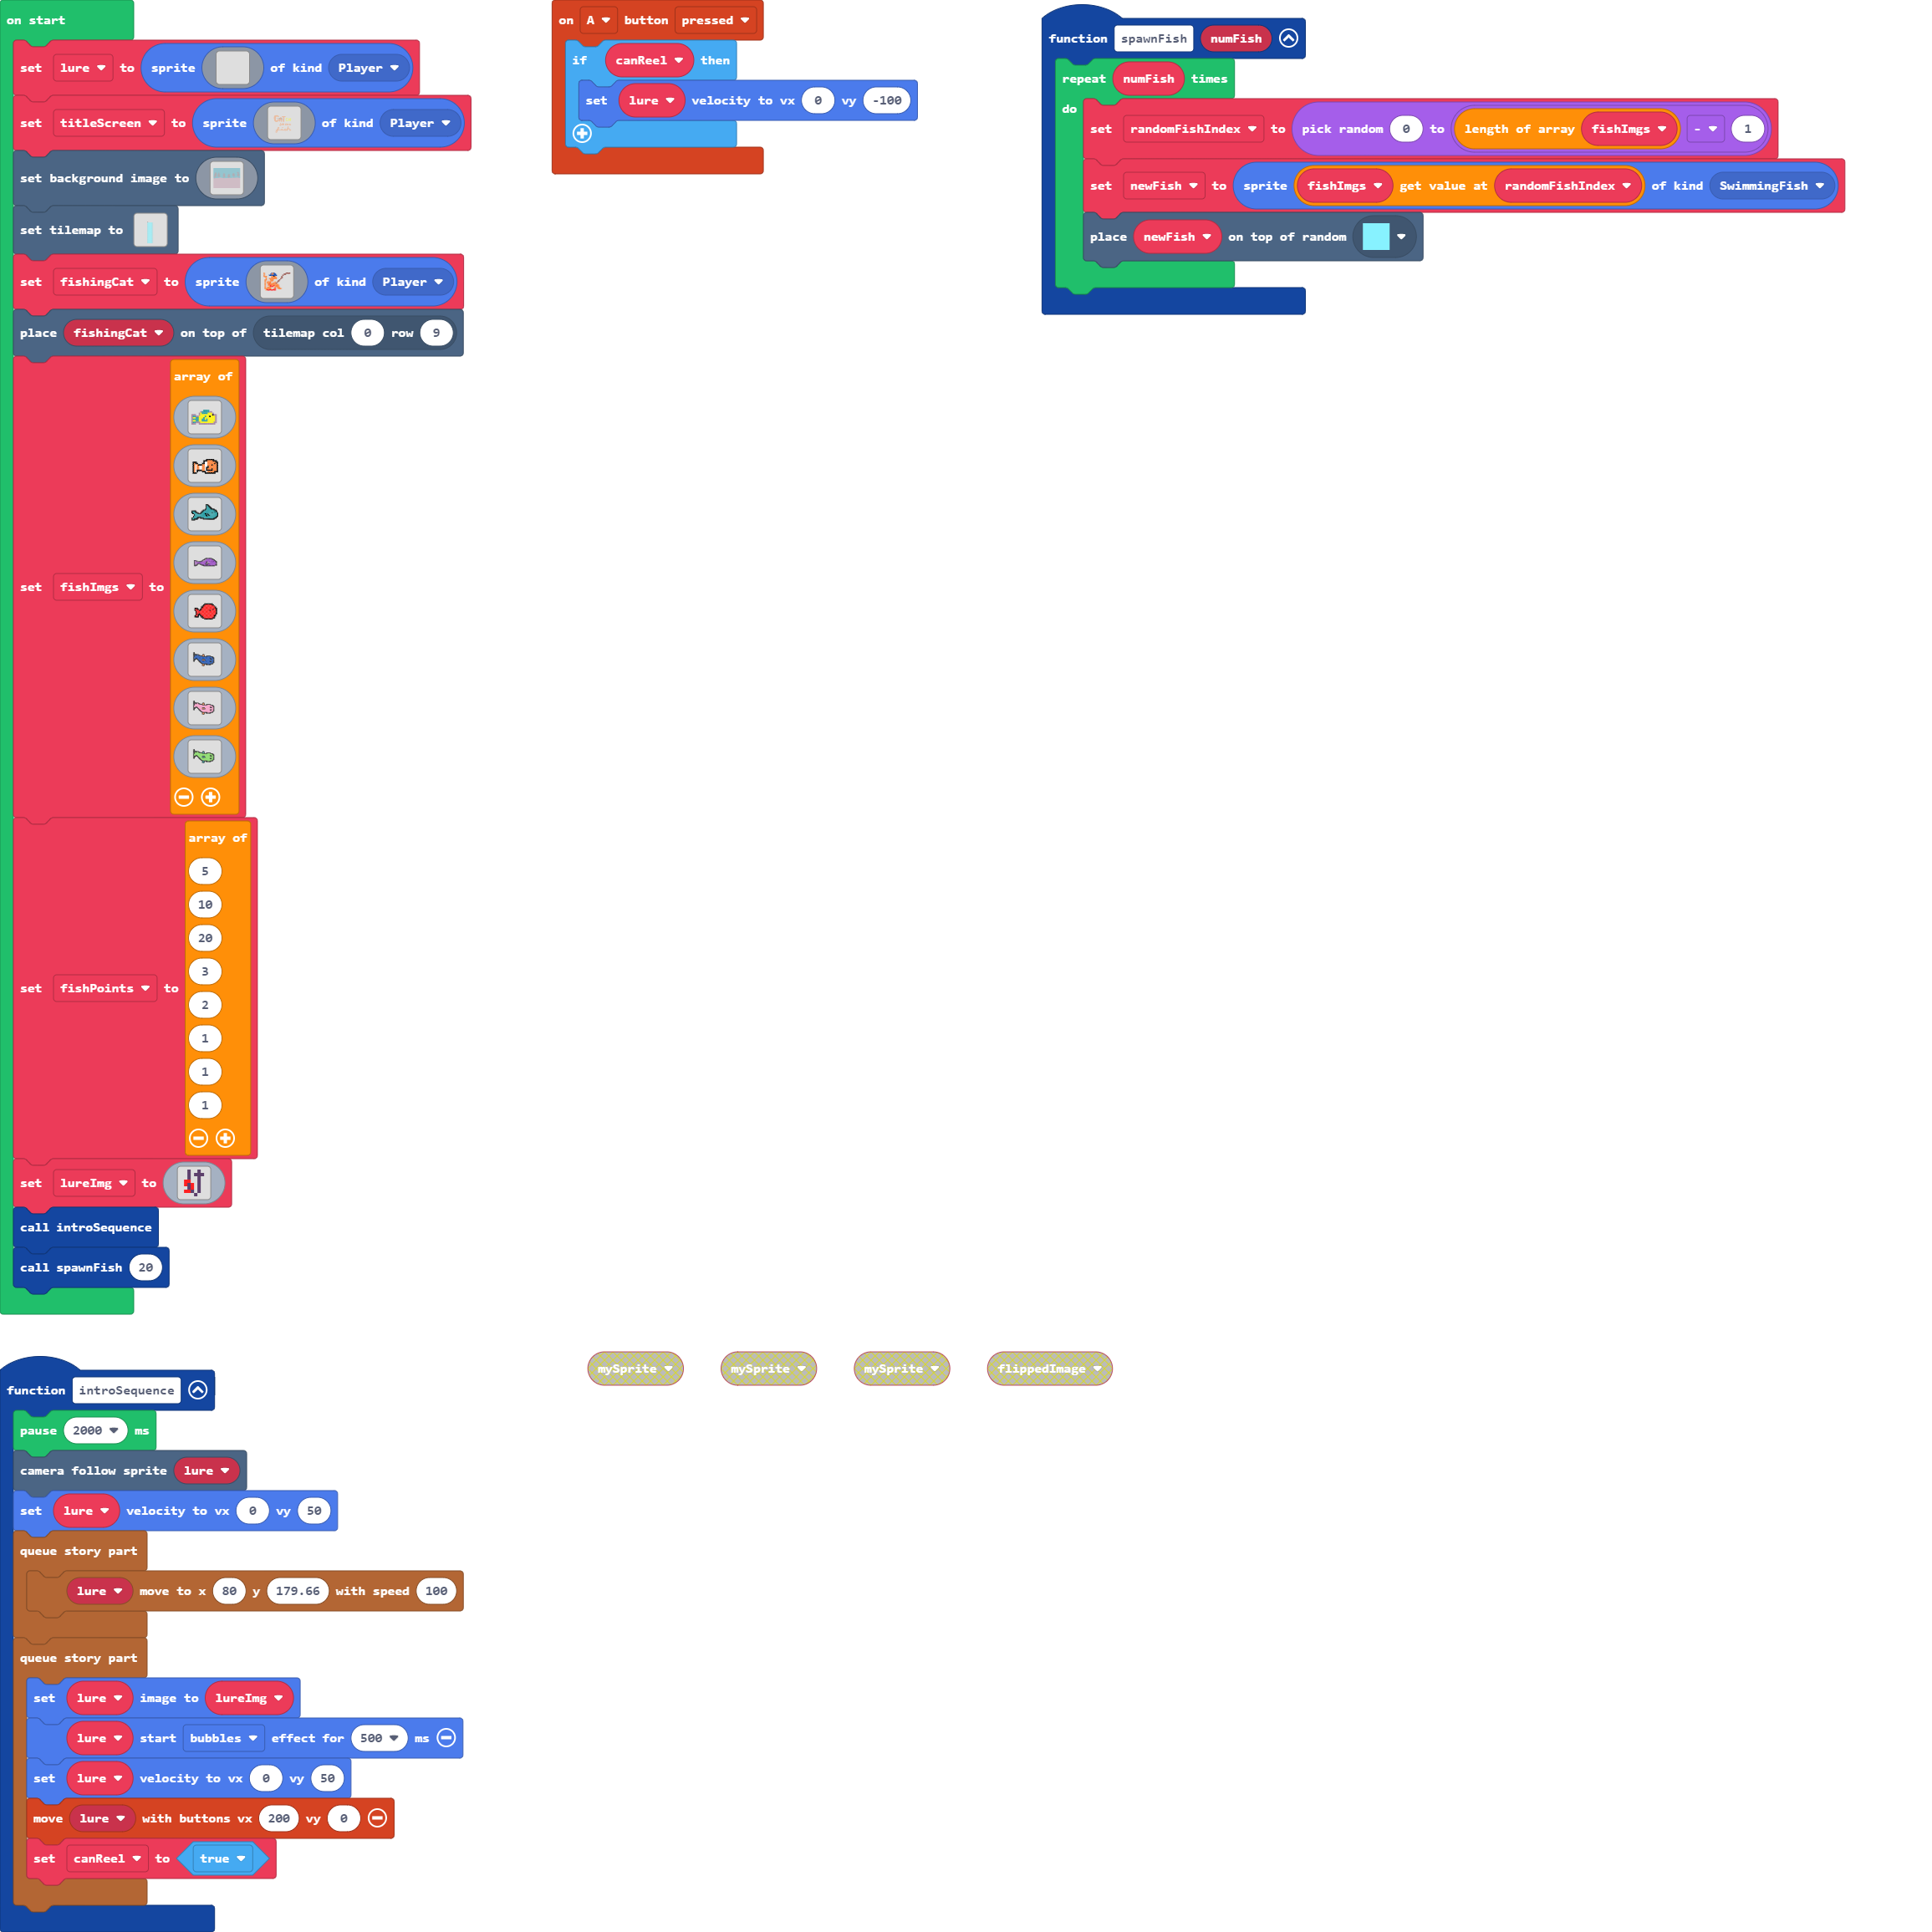 on start
set lure to sprite of kind Player
set titleScreen to sprite of kind Player
set background image to
set tilemap to
set fishingCat to sprite of kind Player
place fishingCat on top of tilemap col 0 row 9
set fishImgs to array of
set fishPoints to array of
5
10
20
3
2
1
1
1
set lureImg to
call introSequence
call spawnFish 20
on A button pressed
if canReel then
set lure velocity to vx 0 vy -100
function spawnFish numFish
repeat numFish times
do
set randomFishIndex to pick random 0 to length of array fishImgs - 1
set newFish to sprite fishImgs get value at randomFishIndex of kind SwimmingFish
place newFish on top of random
function introSequence
pause 2000 ms
camera follow sprite lure
set lure velocity to vx 0 vy 50
queue story part
lure move to x 80 y 179.66 with speed 100
queue story part
set lure image to lureImg
lure start bubbles effect for 500 ms
set lure velocity to vx 0 vy 50
move lure with buttons vx 200 vy 0
set canReel to true
mySprite mySprite mySprite flippedImage